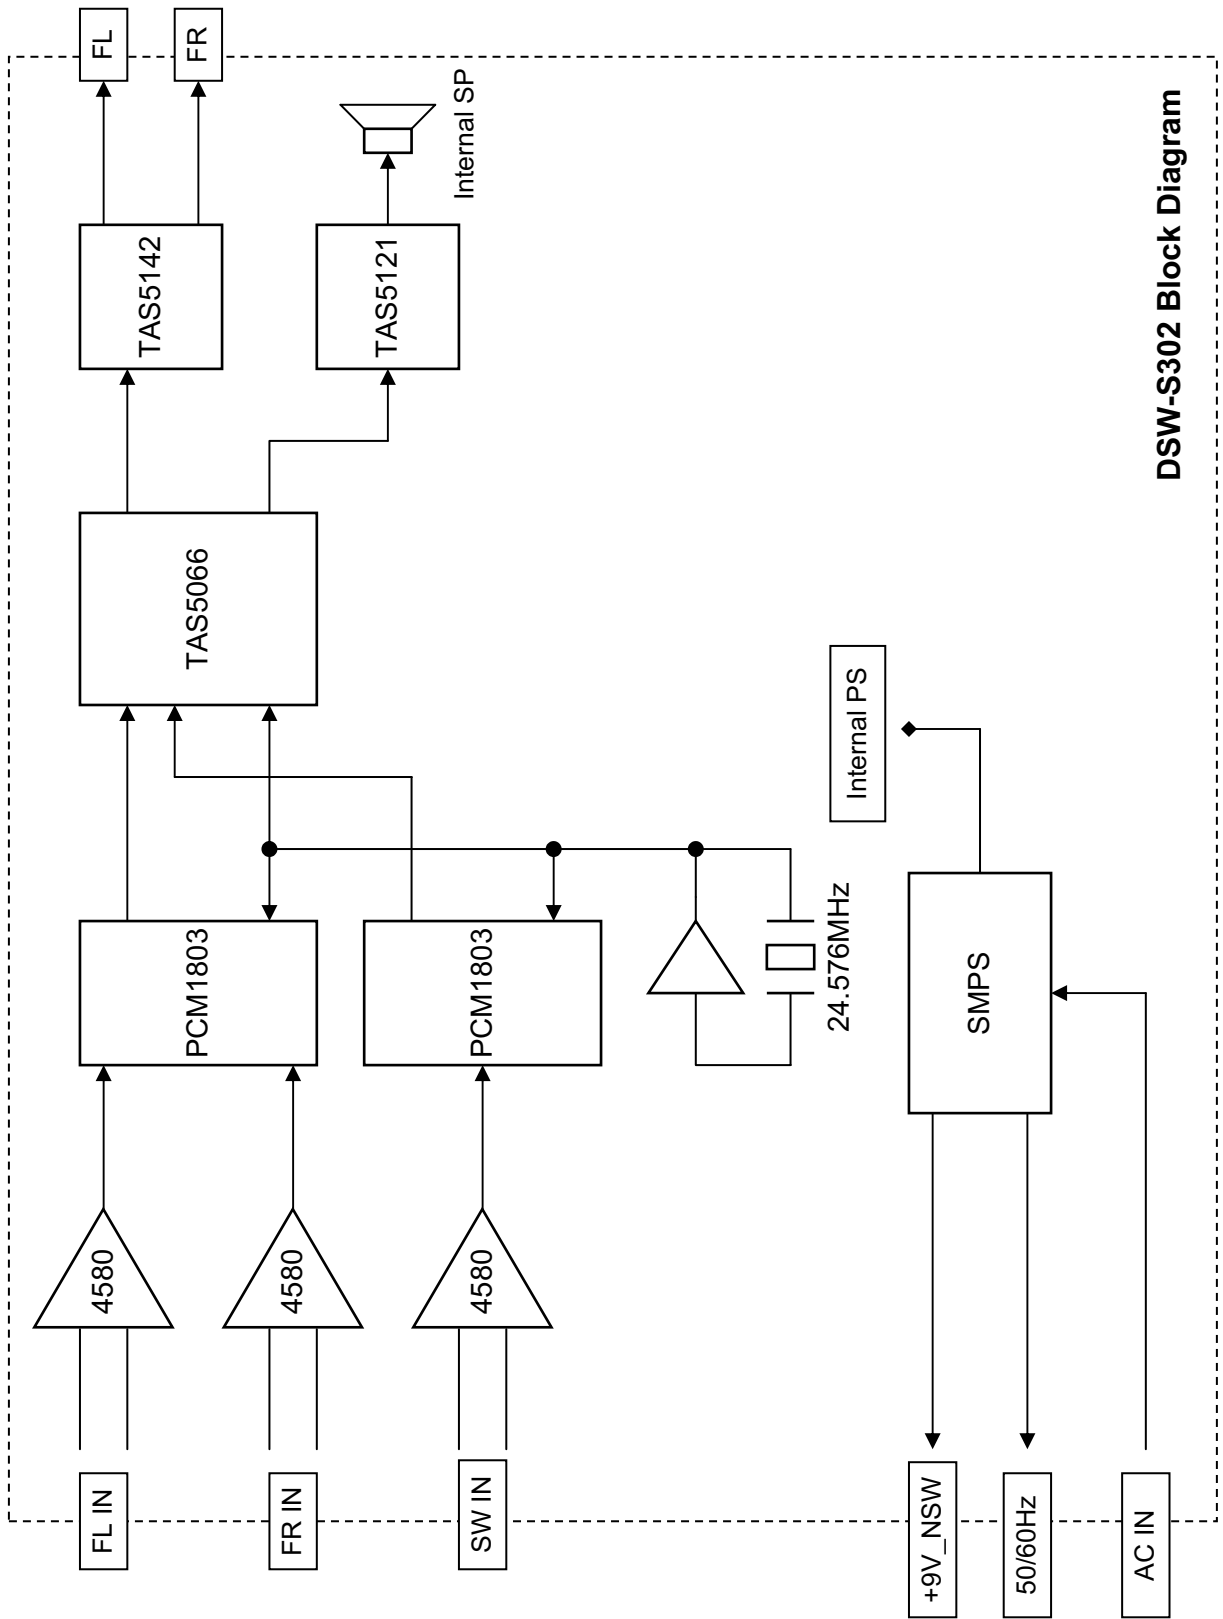 FL IN
4580
PCM1803
TAS5066
TAS5142
FL
FR
FR IN
4580
TAS5121
Internal SP
SW IN
4580
PCM1803
24.576MHz
Internal PS
SMPS
+9V_NSW
50/60Hz
AC IN
DSW-S302 Block Diagram